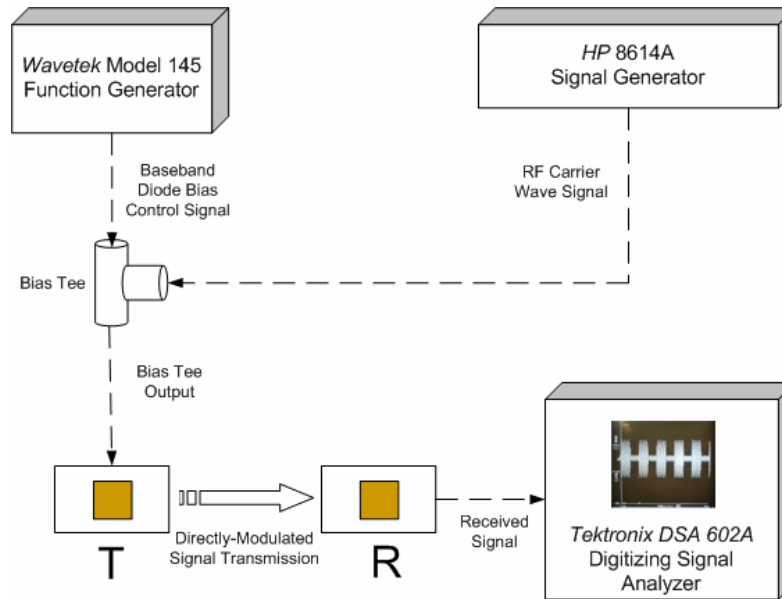 Wavetek Model 145
Function Generator
HP 8614A
Signal Generator
Baseband
Diode Bias
Control Signal
RF Carrier
Wave Signal
Bias Tee
Bias Tee
Output
Directly-Modulated
Signal Transmission
T
R
Received
Signal
Tektronix DSA 602A
Digitizing Signal
Analyzer